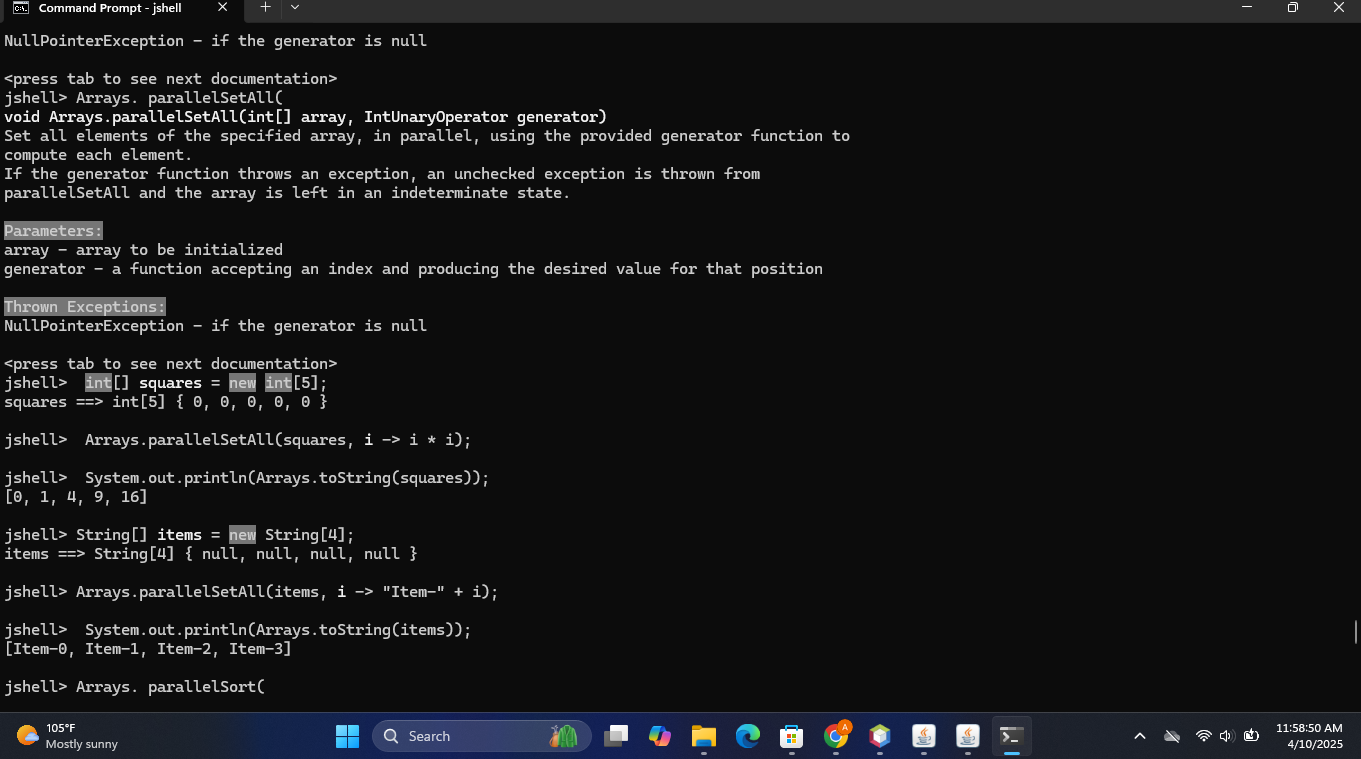 Command Prompt - jshell
NullPointerException - if the generator is null
<press tab to see next documentation>
jshell> Arrays. parallelSetAll(
void Arrays.parallelSetAll(int[] array, IntUnaryOperator generator)
Set all elements of the specified array, in parallel, using the provided generator function to
compute each element.
If the generator function throws an exception, an unchecked exception is thrown from
parallelSetAll and the array is left in an indeterminate state.
Parameters:
array - array to be initialized
generator - a function accepting an index and producing the desired value for that position
Thrown Exceptions:
NullPointerException - if the generator is null
<press tab to see next documentation>
jshell>  int[] squares = new int[5];
squares ==> int[5] { 0, 0, 0, 0, 0 }
jshell>  Arrays.parallelSetAll(squares, i -> i * i);
jshell>  System.out.println(Arrays.toString(squares));
[0, 1, 4, 9, 16]
jshell> String[] items = new String[4];
items ==> String[4] { null, null, null, null }
jshell> Arrays.parallelSetAll(items, i -> "Item-" + i);
jshell>  System.out.println(Arrays.toString(items));
[Item-0, Item-1, Item-2, Item-3]
jshell> Arrays. parallelSort(
105°F
Mostly sunny
Search
A
11:58:50 AM
4/10/2025